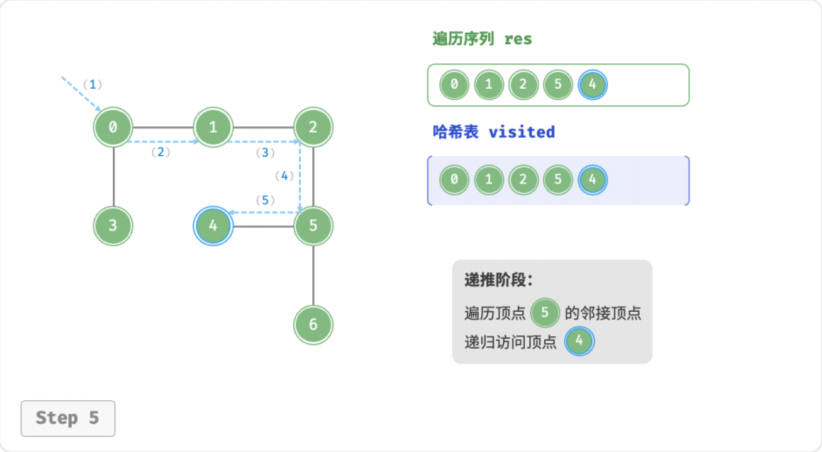 遍历序列 res
0 1 2 5 4
哈希表 visited
0 1 2 5 4
(1)
0 1 2
(2) (3)
(4)
(5)
3 4 5
6
递推阶段：
遍历顶点 5 的邻接顶点
递归访问顶点 4
Step 5